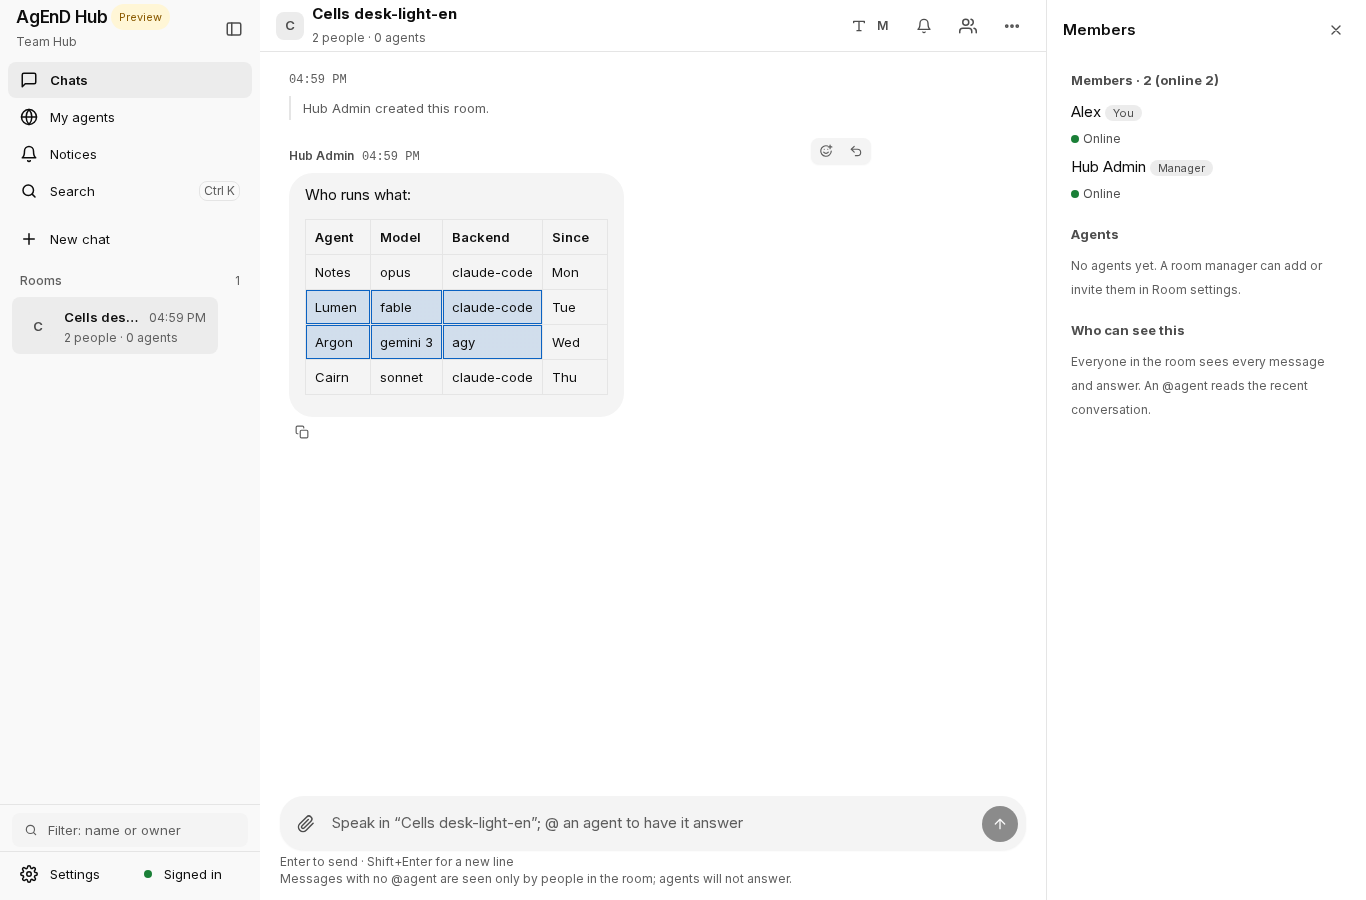 AgEnD Hub Preview
Team Hub
Chats
My agents
Notices
Search Ctrl K
New chat
Rooms 1
C Cells des... 04:59 PM
2 people · 0 agents
Filter: name or owner
Settings Signed in
C Cells desk-light-en
2 people · 0 agents
T M
04:59 PM
Hub Admin created this room.
Hub Admin 04:59 PM
Who runs what:
Agent Model Backend Since
Notes opus claude-code Mon
Lumen fable claude-code Tue
Argon gemini 3 agy Wed
Cairn sonnet claude-code Thu
Speak in “Cells desk-light-en”; @ an agent to have it answer
Enter to send · Shift+Enter for a new line
Messages with no @agent are seen only by people in the room; agents will not answer.
Members
Members · 2 (online 2)
Alex You
Online
Hub Admin Manager
Online
Agents
No agents yet. A room manager can add or
invite them in Room settings.
Who can see this
Everyone in the room sees every message
and answer. An @agent reads the recent
conversation.